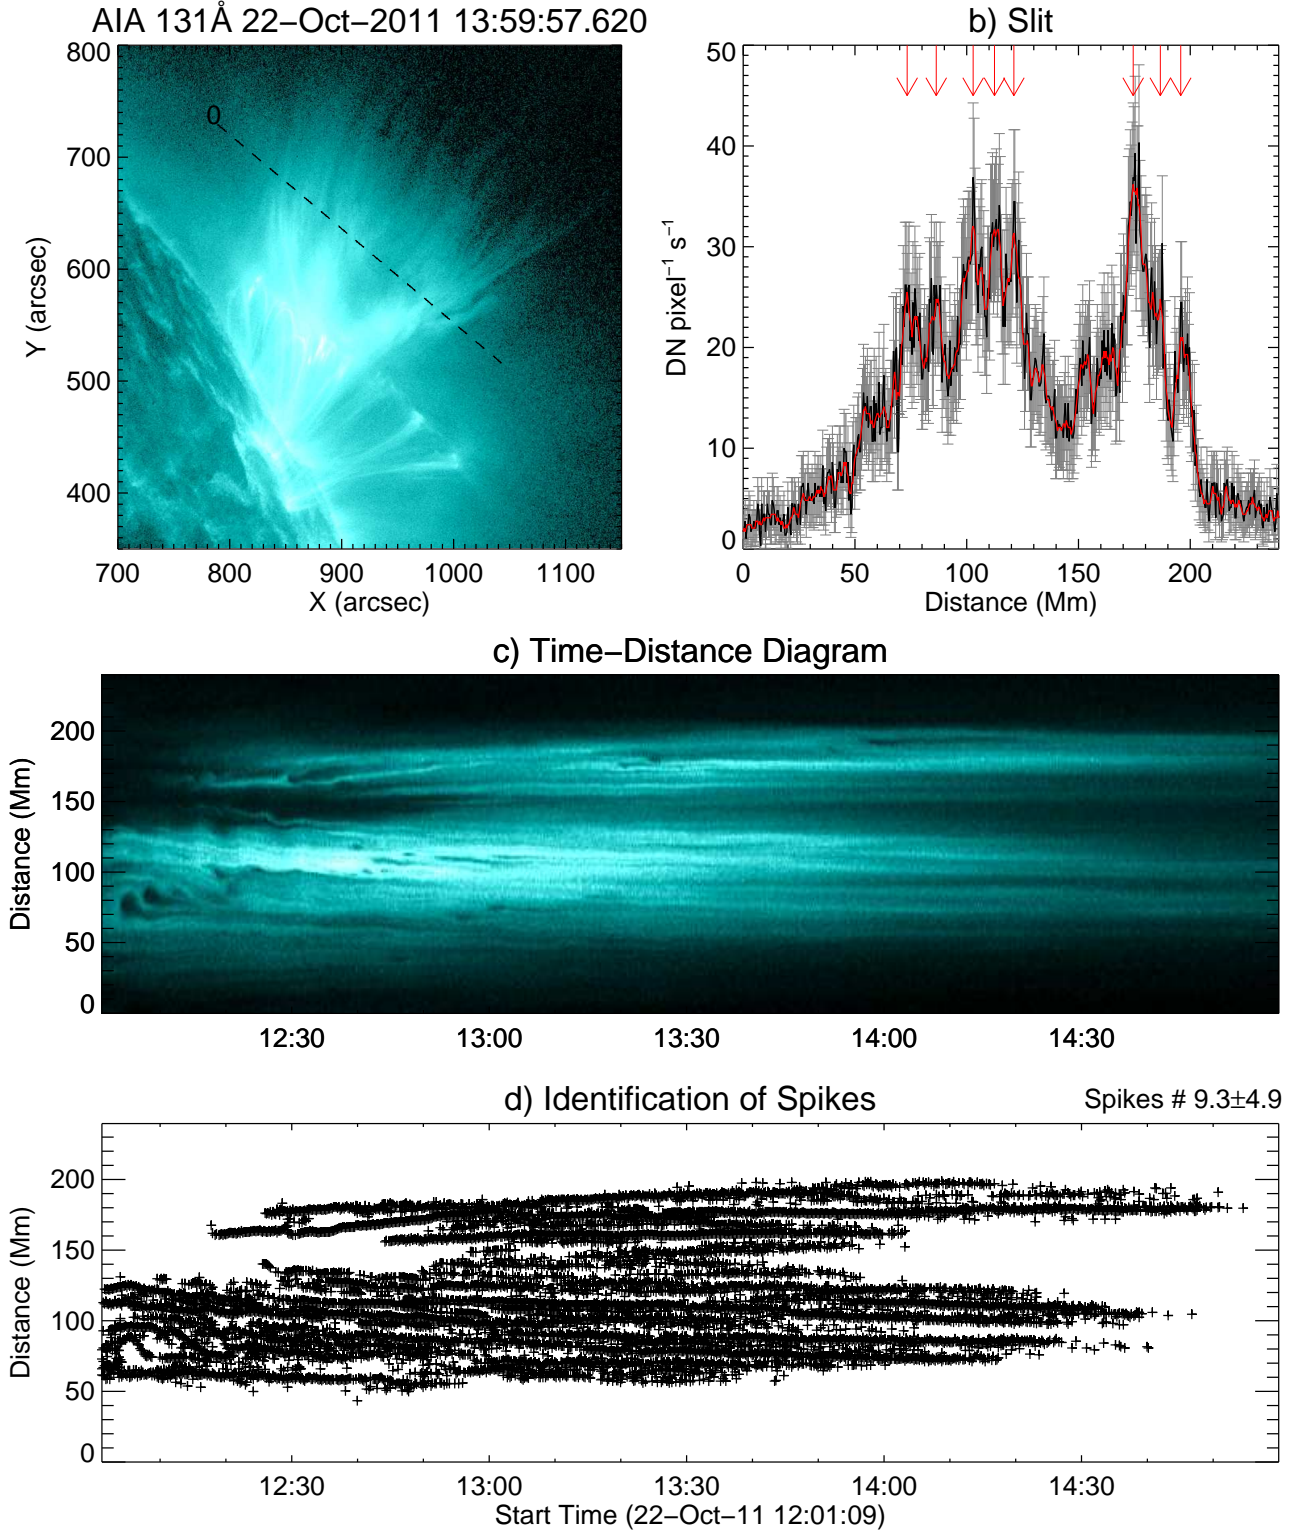 AIA 131Å 22−Oct−2011 13:59:57.620
800
700
600
500
400
Y (arcsec)
0
700 800 900 1000 1100
X (arcsec)
b) Slit
50
40
30
20
10
0
DN pixel⁻¹ s⁻¹
0 50 100 150 200
Distance (Mm)
c) Time−Distance Diagram
200
150
100
50
0
Distance (Mm)
12:30 13:00 13:30 14:00 14:30
d) Identification of Spikes
Spikes # 9.3±4.9
200
150
100
50
0
Distance (Mm)
12:30 13:00 13:30 14:00 14:30
Start Time (22−Oct−11 12:01:09)